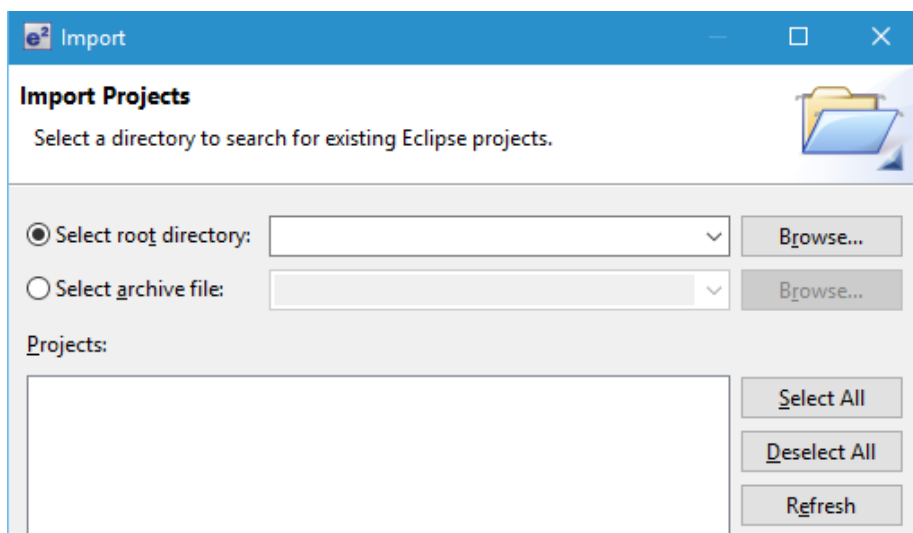 e² Import
Import Projects
Select a directory to search for existing Eclipse projects.
Select root directory:
Browse...
Select archive file:
Browse...
Projects:
Select All
Deselect All
Refresh